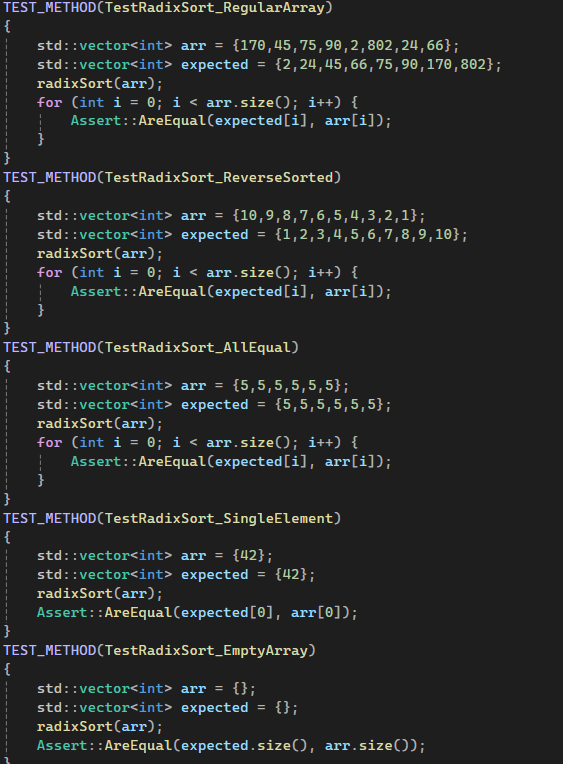 TEST_METHOD(TestRadixSort_RegularArray)
{
    std::vector<int> arr = {170,45,75,90,2,802,24,66};
    std::vector<int> expected = {2,24,45,66,75,90,170,802};
    radixSort(arr);
    for (int i = 0; i < arr.size(); i++) {
        Assert::AreEqual(expected[i], arr[i]);
    }
}
TEST_METHOD(TestRadixSort_ReverseSorted)
{
    std::vector<int> arr = {10,9,8,7,6,5,4,3,2,1};
    std::vector<int> expected = {1,2,3,4,5,6,7,8,9,10};
    radixSort(arr);
    for (int i = 0; i < arr.size(); i++) {
        Assert::AreEqual(expected[i], arr[i]);
    }
}
TEST_METHOD(TestRadixSort_AllEqual)
{
    std::vector<int> arr = {5,5,5,5,5,5};
    std::vector<int> expected = {5,5,5,5,5,5};
    radixSort(arr);
    for (int i = 0; i < arr.size(); i++) {
        Assert::AreEqual(expected[i], arr[i]);
    }
}
TEST_METHOD(TestRadixSort_SingleElement)
{
    std::vector<int> arr = {42};
    std::vector<int> expected = {42};
    radixSort(arr);
    Assert::AreEqual(expected[0], arr[0]);
}
TEST_METHOD(TestRadixSort_EmptyArray)
{
    std::vector<int> arr = {};
    std::vector<int> expected = {};
    radixSort(arr);
    Assert::AreEqual(expected.size(), arr.size());
}